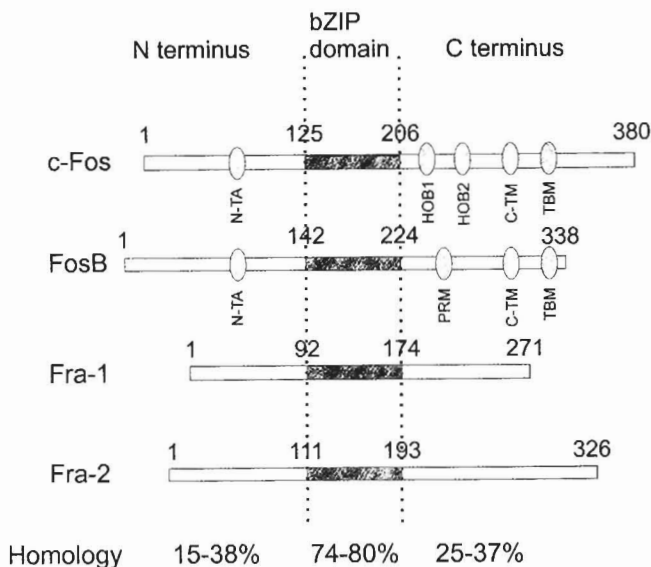 bZIP
N terminus domain C terminus
1 125 206 380
c-Fos
N-TA HOB1 HOB2 C-TM TBM
1 142 224 338
FosB
N-TA PRM C-TM TBM
1 92 174 271
Fra-1
1 111 193 326
Fra-2
Homology 15-38% 74-80% 25-37%